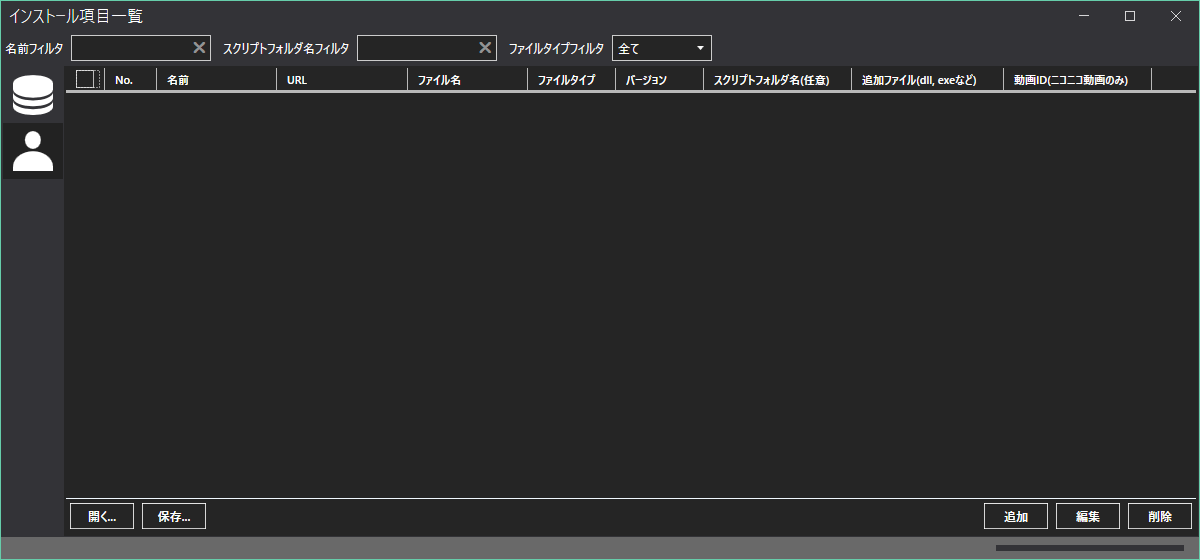 インストール項目一覧
名前フィルタ スクリプトフォルダ名フィルタ ファイルタイプフィルタ 全て
No. 名前 URL ファイル名 ファイルタイプ バージョン スクリプトフォルダ名(任意) 追加ファイル(dll, exeなど) 動画ID(ニコニコ動画のみ)
開く... 保存... 追加 編集 削除